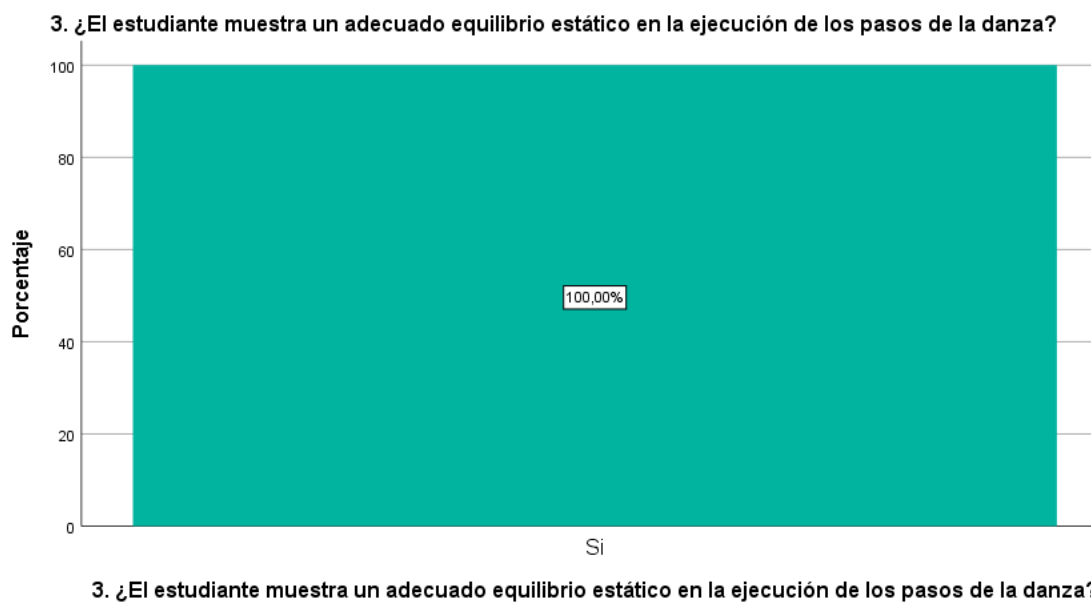 3. ¿El estudiante muestra un adecuado equilibrio estático en la ejecución de los pasos de la danza?
100
80
60
40
20
0
Porcentaje
100,00%
Si
3. ¿El estudiante muestra un adecuado equilibrio estático en la ejecución de los pasos de la danza?